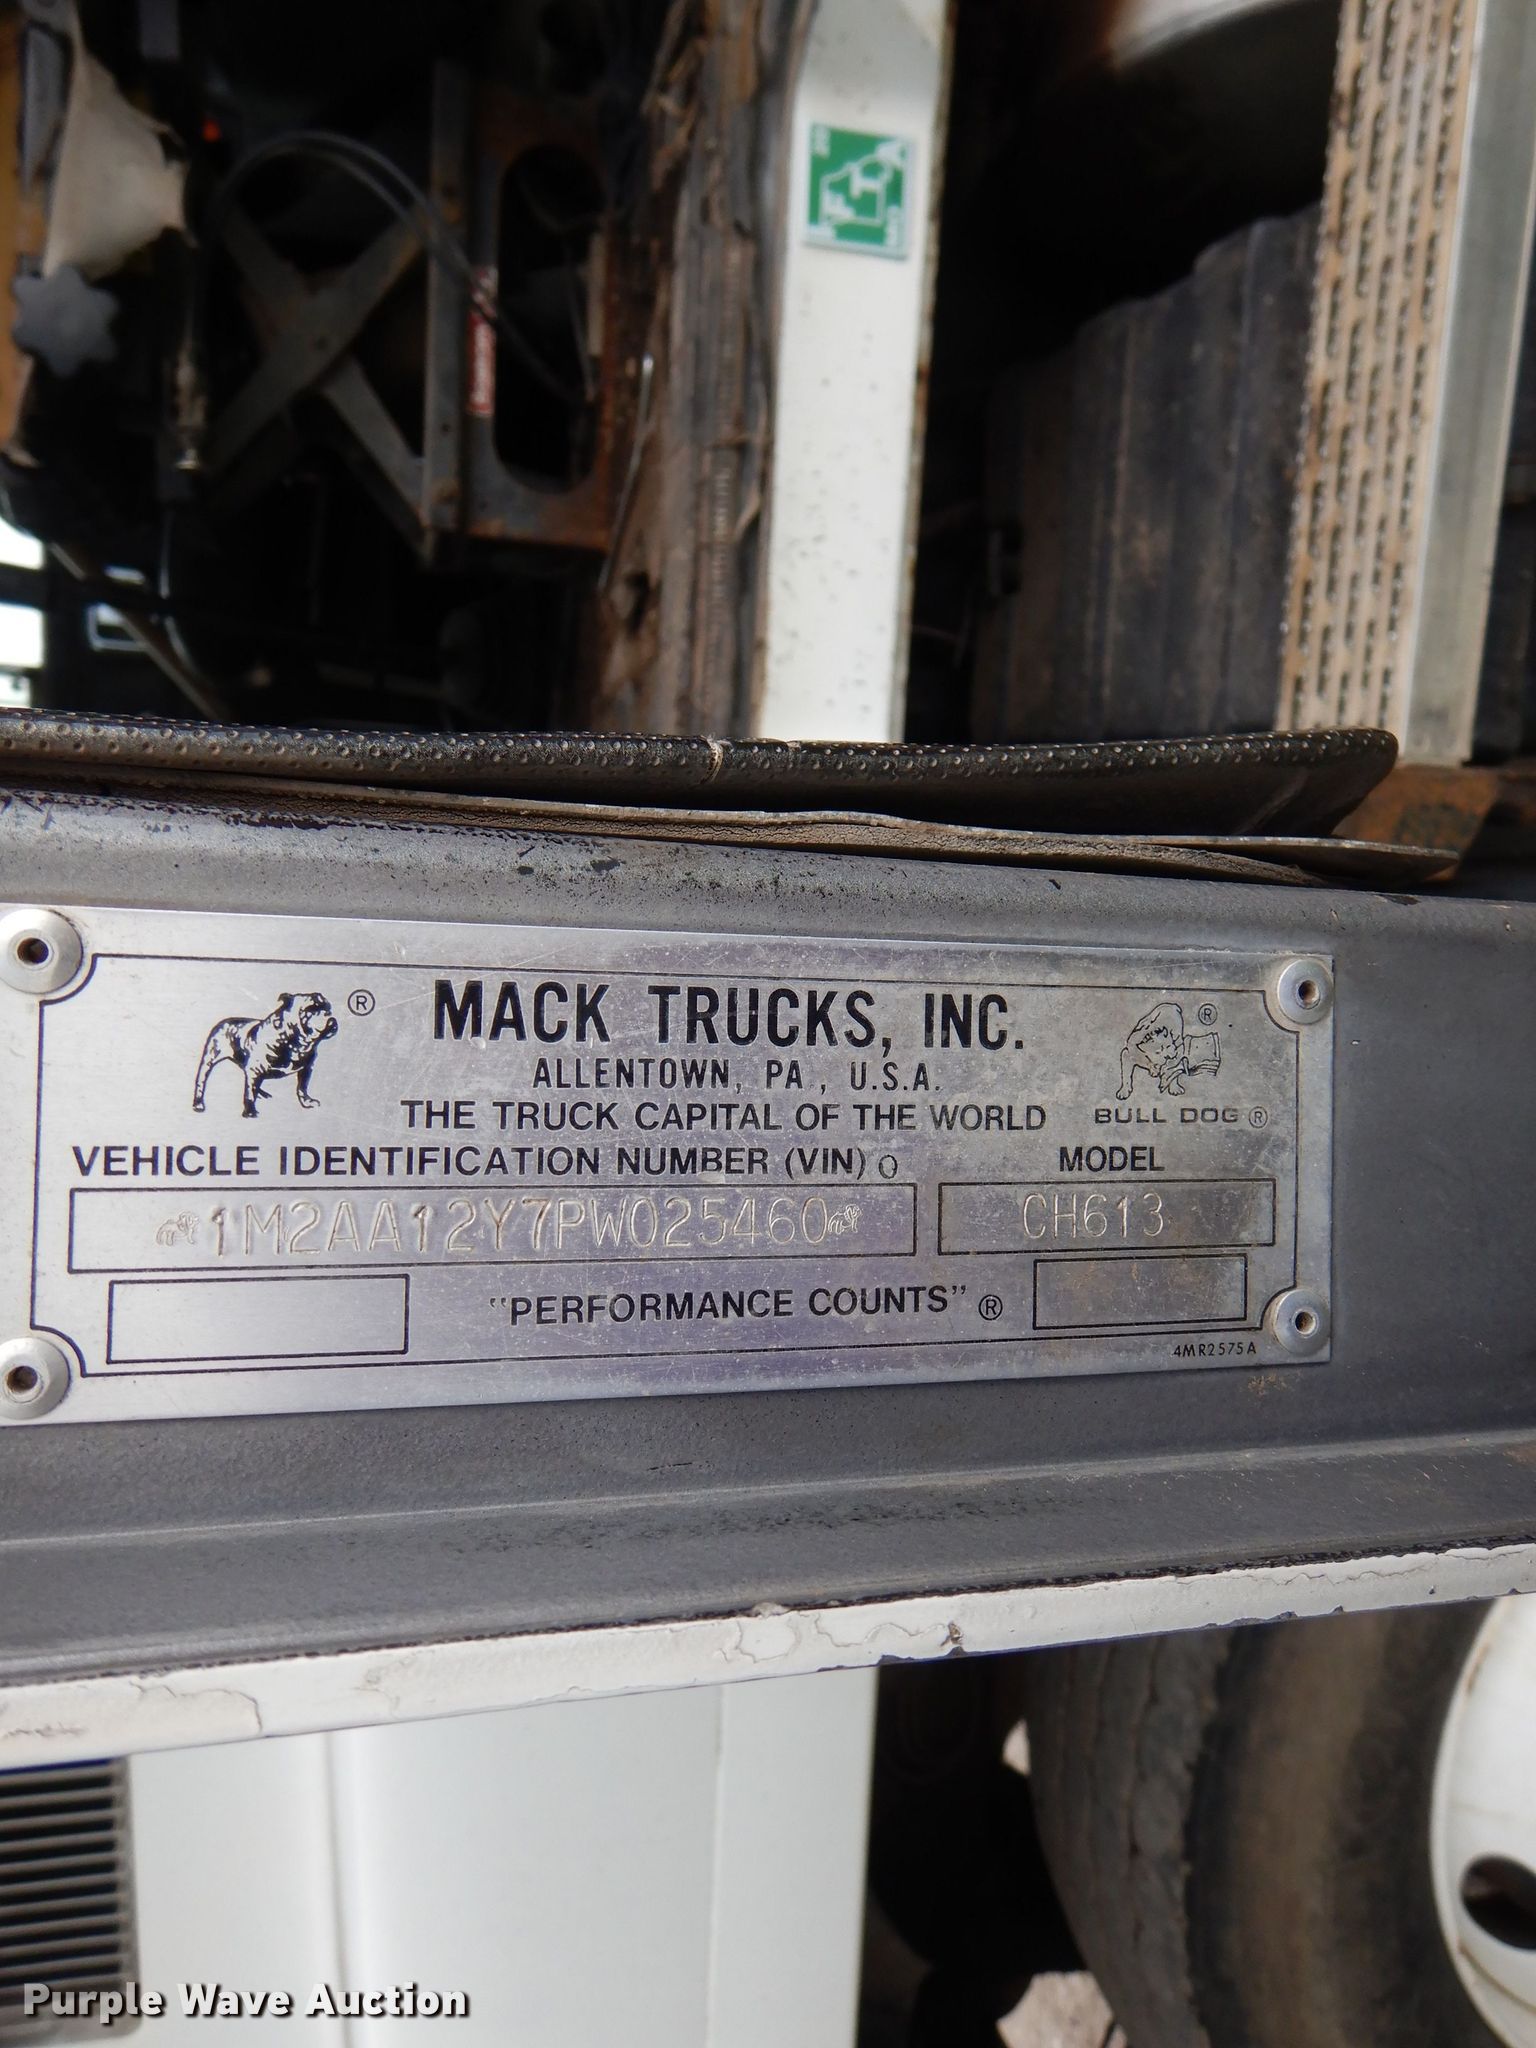 ® MACK TRUCKS, INC. ®
ALLENTOWN, PA , U.S.A.
THE TRUCK CAPITAL OF THE WORLD BULL DOG ®
VEHICLE IDENTIFICATION NUMBER (VIN) O MODEL
1M2AA12Y7PW025460 CH613
"PERFORMANCE COUNTS" ®
4MR2575A
Purple Wave Auction